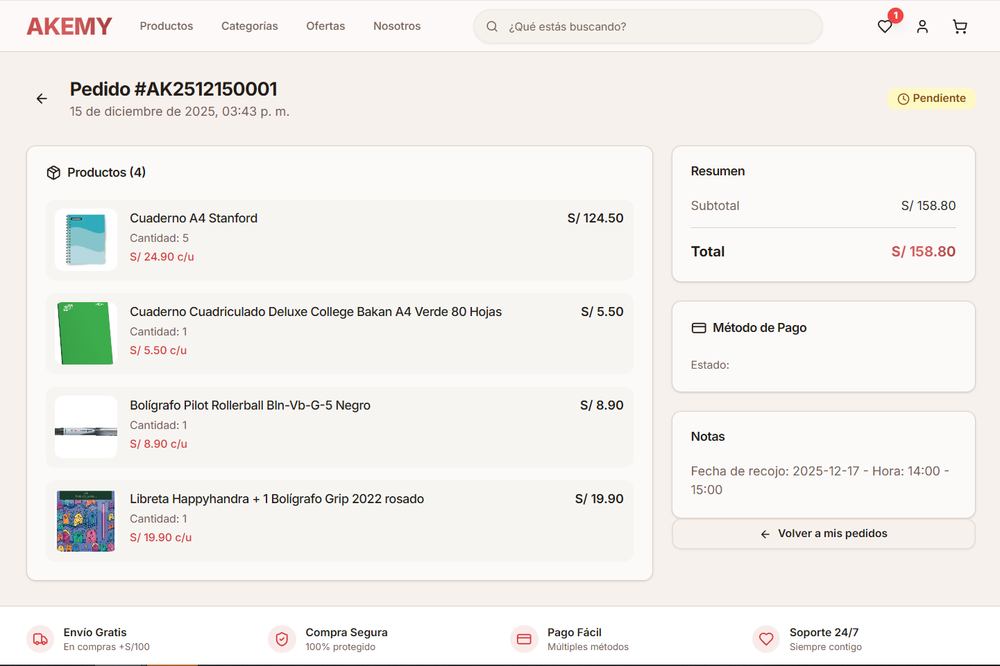 AKEMY
Productos
Categorías
Ofertas
Nosotros
¿Qué estás buscando?
1
Pedido #AK2512150001
15 de diciembre de 2025, 03:43 p. m.
Pendiente
Productos (4)
Cuaderno A4 Stanford
S/ 124.50
Cantidad: 5
S/ 24.90 c/u
Cuaderno Cuadriculado Deluxe College Bakan A4 Verde 80 Hojas
S/ 5.50
Cantidad: 1
S/ 5.50 c/u
Bolígrafo Pilot Rollerball Bln-Vb-G-5 Negro
S/ 8.90
Cantidad: 1
S/ 8.90 c/u
Libreta Happyhandra + 1 Bolígrafo Grip 2022 rosado
S/ 19.90
Cantidad: 1
S/ 19.90 c/u
Resumen
Subtotal
S/ 158.80
Total
S/ 158.80
Método de Pago
Estado:
Notas
Fecha de recojo: 2025-12-17 - Hora: 14:00 -
15:00
Volver a mis pedidos
Envío Gratis
En compras +S/100
Compra Segura
100% protegido
Pago Fácil
Múltiples métodos
Soporte 24/7
Siempre contigo